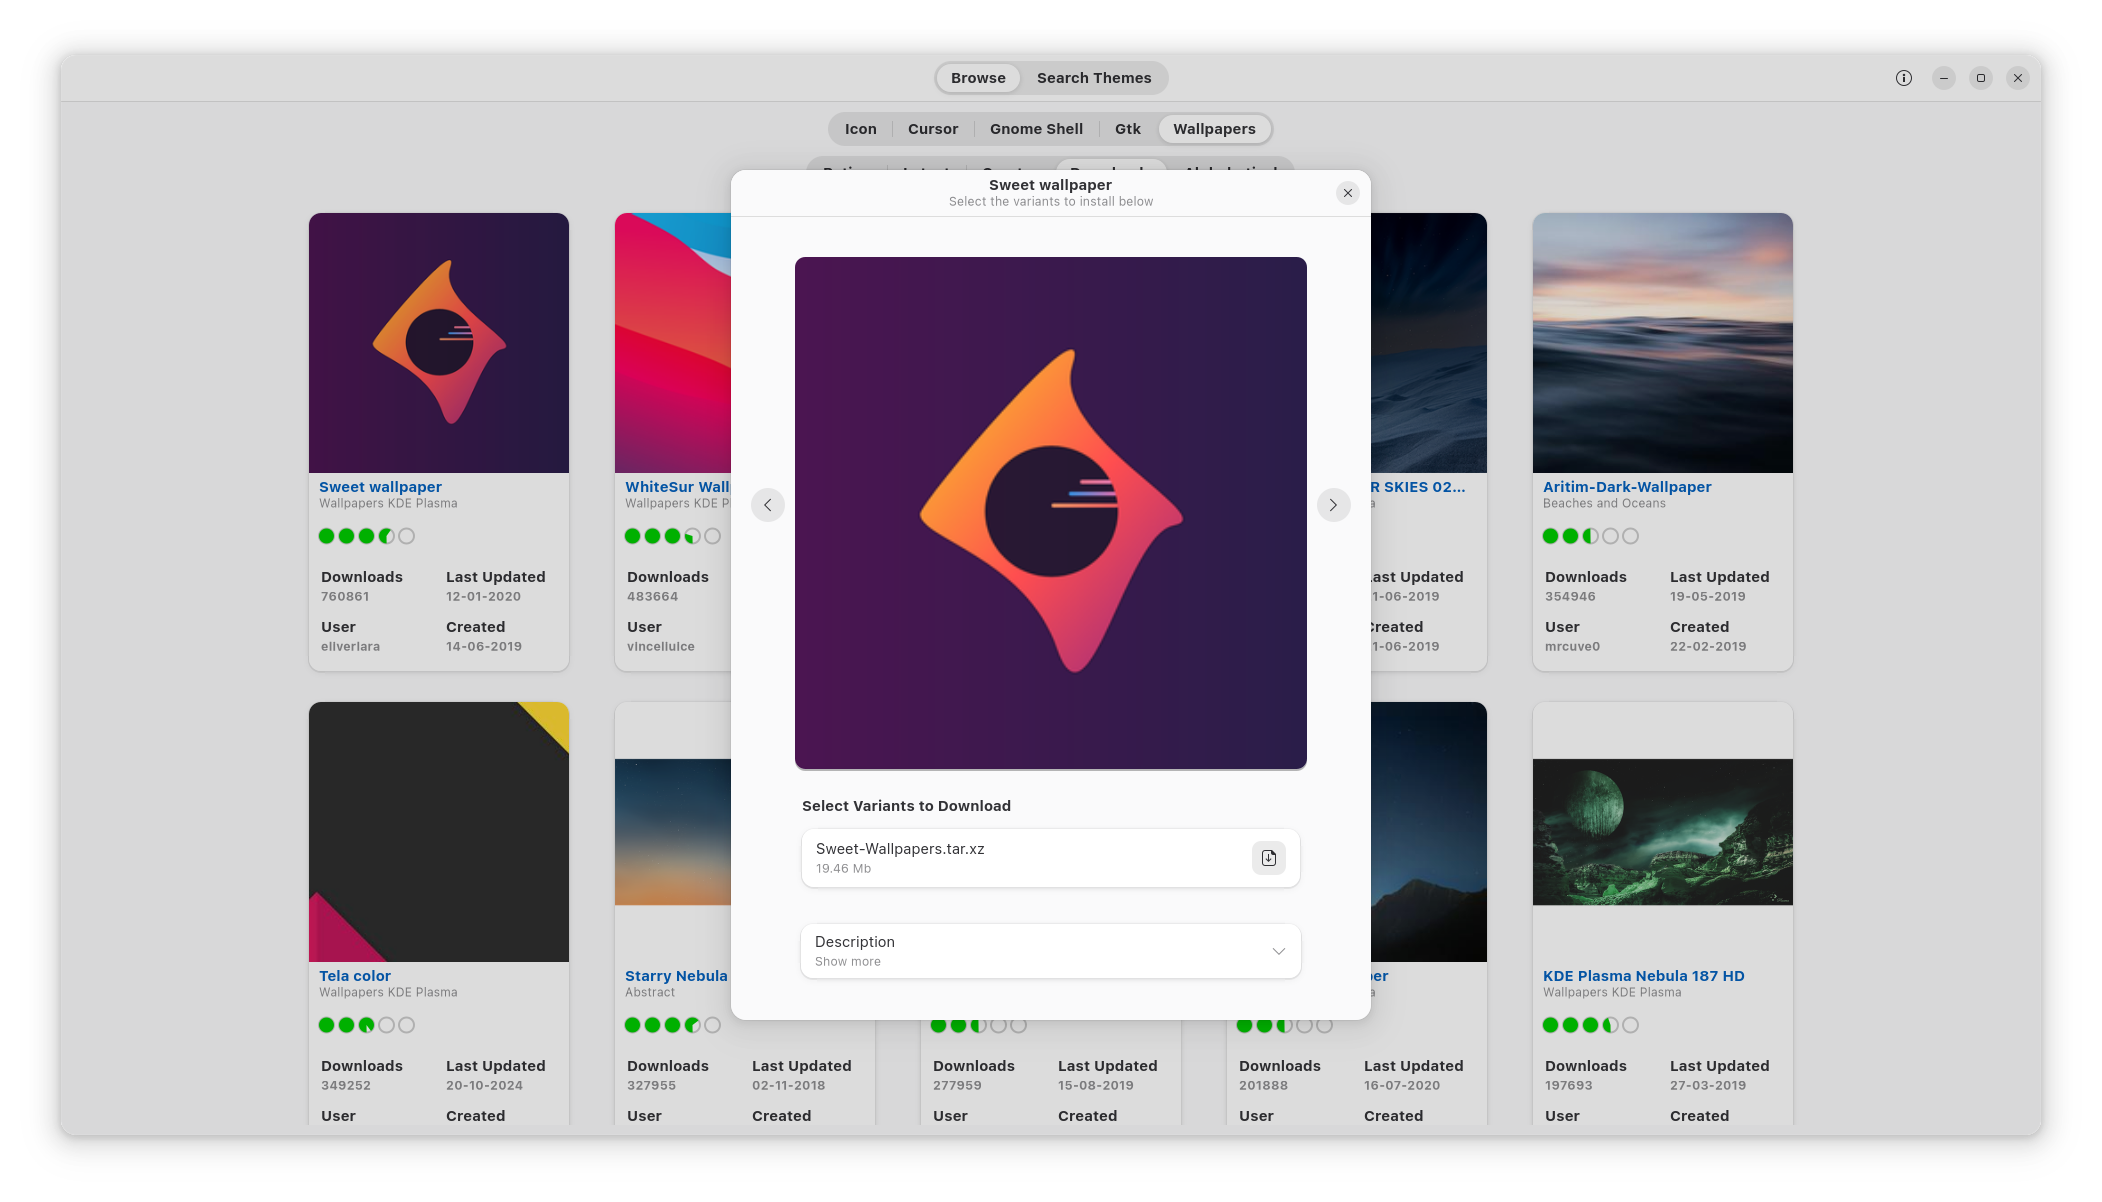 Browse Search Themes
Icon Cursor Gnome Shell Gtk Wallpapers
Sweet wallpaper
Select the variants to install below
Sweet wallpaper
Wallpapers KDE Plasma
Downloads Last Updated
760861 12-01-2020
User Created
eliverlara 14-06-2019
WhiteSur Wall
Wallpapers KDE P
Downloads
483664
User
vinceliuice
R SKIES 02...
Last Updated
1-06-2019
Created
1-06-2019
Aritim-Dark-Wallpaper
Beaches and Oceans
Downloads Last Updated
354946 19-05-2019
User Created
mrcuve0 22-02-2019
Select Variants to Download
Sweet-Wallpapers.tar.xz
19.46 Mb
Description
Show more
Tela color
Wallpapers KDE Plasma
Downloads Last Updated
349252 20-10-2024
User Created
Starry Nebula
Abstract
Downloads Last Updated
327955 02-11-2018
User Created
Downloads Last Updated
277959 15-08-2019
User Created
Downloads Last Updated
201888 16-07-2020
User Created
KDE Plasma Nebula 187 HD
Wallpapers KDE Plasma
Downloads Last Updated
197693 27-03-2019
User Created